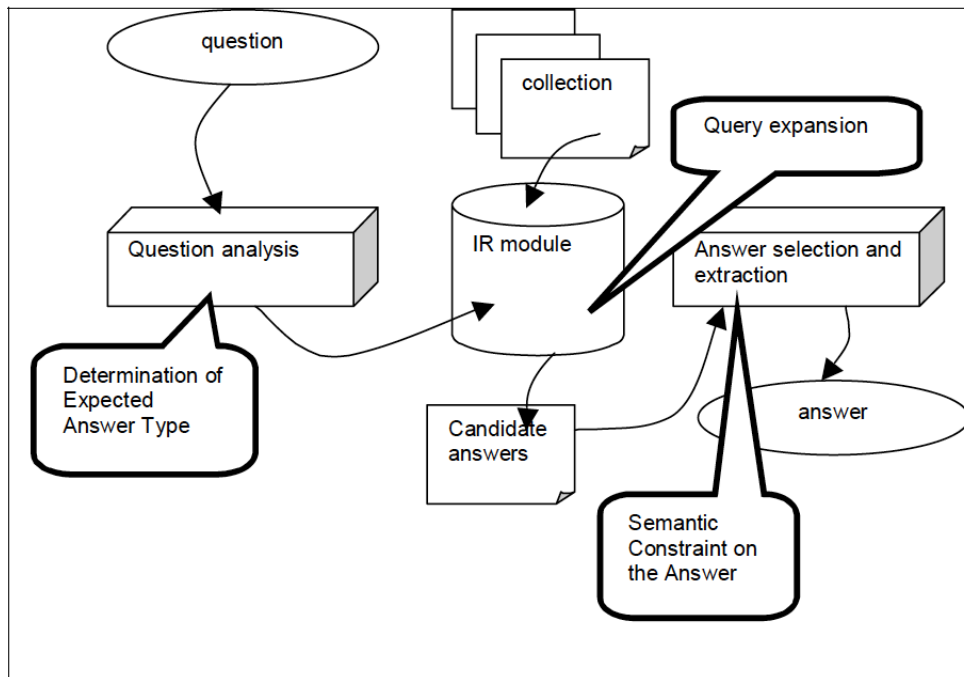 question
collection
Query expansion
Question analysis
IR module
Answer selection and
extraction
Determination of
Expected
Answer Type
Candidate
answers
answer
Semantic
Constraint on
the Answer